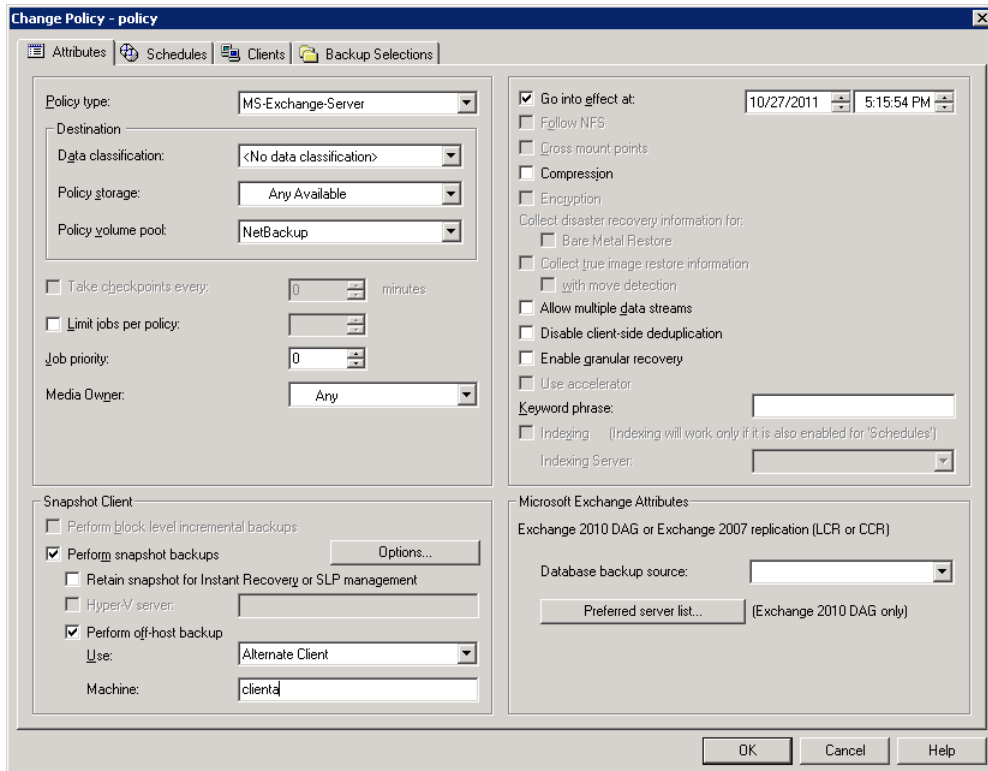 Change Policy - policy
Attributes Schedules Clients Backup Selections
Policy type: MS-Exchange-Server
Destination
Data classification: <No data classification>
Policy storage: Any Available
Policy volume pool: NetBackup
Take checkpoints every: 0 minutes
Limit jobs per policy:
Job priority: 0
Media Owner: Any
Go into effect at: 10/27/2011 5:15:54 PM
Follow NFS
Cross mount points
Compression
Encryption
Collect disaster recovery information for:
Bare Metal Restore
Collect true image restore information
with move detection
Allow multiple data streams
Disable client-side deduplication
Enable granular recovery
Use accelerator
Keyword phrase:
Indexing (Indexing will work only if it is also enabled for 'Schedules')
Indexing Server:
Snapshot Client
Perform block level incremental backups
Perform snapshot backups Options...
Retain snapshot for Instant Recovery or SLP management
Hyper-V server:
Perform off-host backup
Use: Alternate Client
Machine: clienta
Microsoft Exchange Attributes
Exchange 2010 DAG or Exchange 2007 replication (LCR or CCR)
Database backup source:
Preferred server list... (Exchange 2010 DAG only)
OK Cancel Help